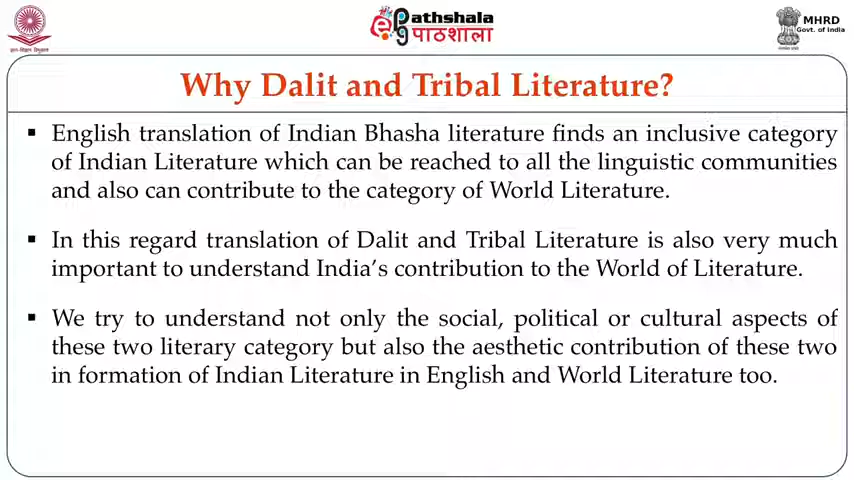 Pathshala
पाठशाला
MHRD
Govt. of India
Why Dalit and Tribal Literature?
English translation of Indian Bhasha literature finds an inclusive category
of Indian Literature which can be reached to all the linguistic communities
and also can contribute to the category of World Literature.
In this regard translation of Dalit and Tribal Literature is also very much
important to understand India's contribution to the World of Literature.
We try to understand not only the social, political or cultural aspects of
these two literary category but also the aesthetic contribution of these two
in formation of Indian Literature in English and World Literature too.